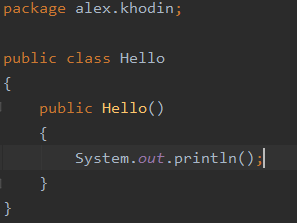 package alex.khodin;
public class Hello
{
public Hello()
{
System.out.println();
}
}